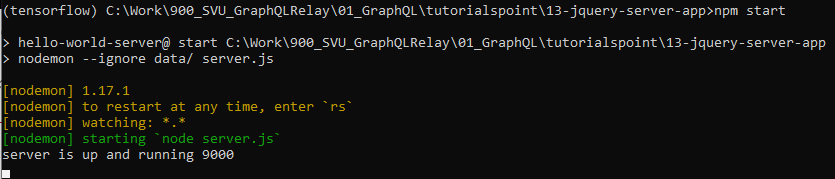 (tensorflow) C:\Work\900_SVU_GraphQLRelay\01_GraphQL\tutorialspoint\13-jquery-server-app>npm start
> hello-world-server@ start C:\Work\900_SVU_GraphQLRelay\01_GraphQL\tutorialspoint\13-jquery-server-app
> nodemon --ignore data/ server.js
[nodemon] 1.17.1
[nodemon] to restart at any time, enter `rs`
[nodemon] watching: *.*
[nodemon] starting `node server.js`
server is up and running 9000